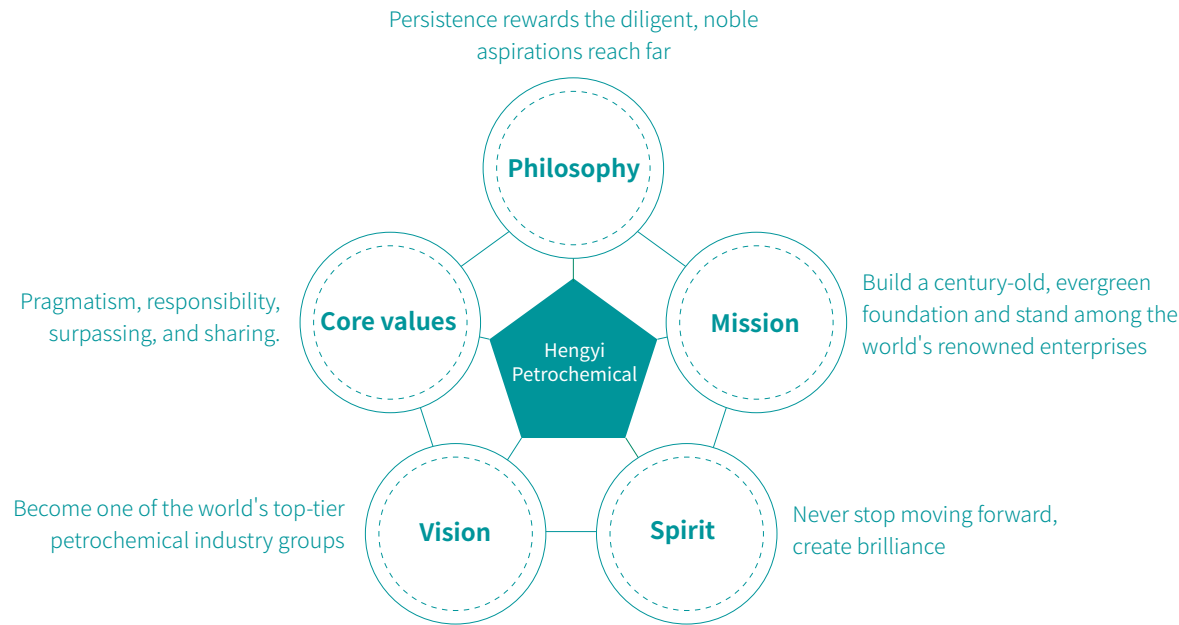 Persistence rewards the diligent, noble
aspirations reach far
Philosophy
Pragmatism, responsibility,
surpassing, and sharing.
Core values
Hengyi
Petrochemical
Mission
Build a century-old, evergreen
foundation and stand among the
world's renowned enterprises
Become one of the world's top-tier
petrochemical industry groups
Vision
Spirit
Never stop moving forward,
create brilliance